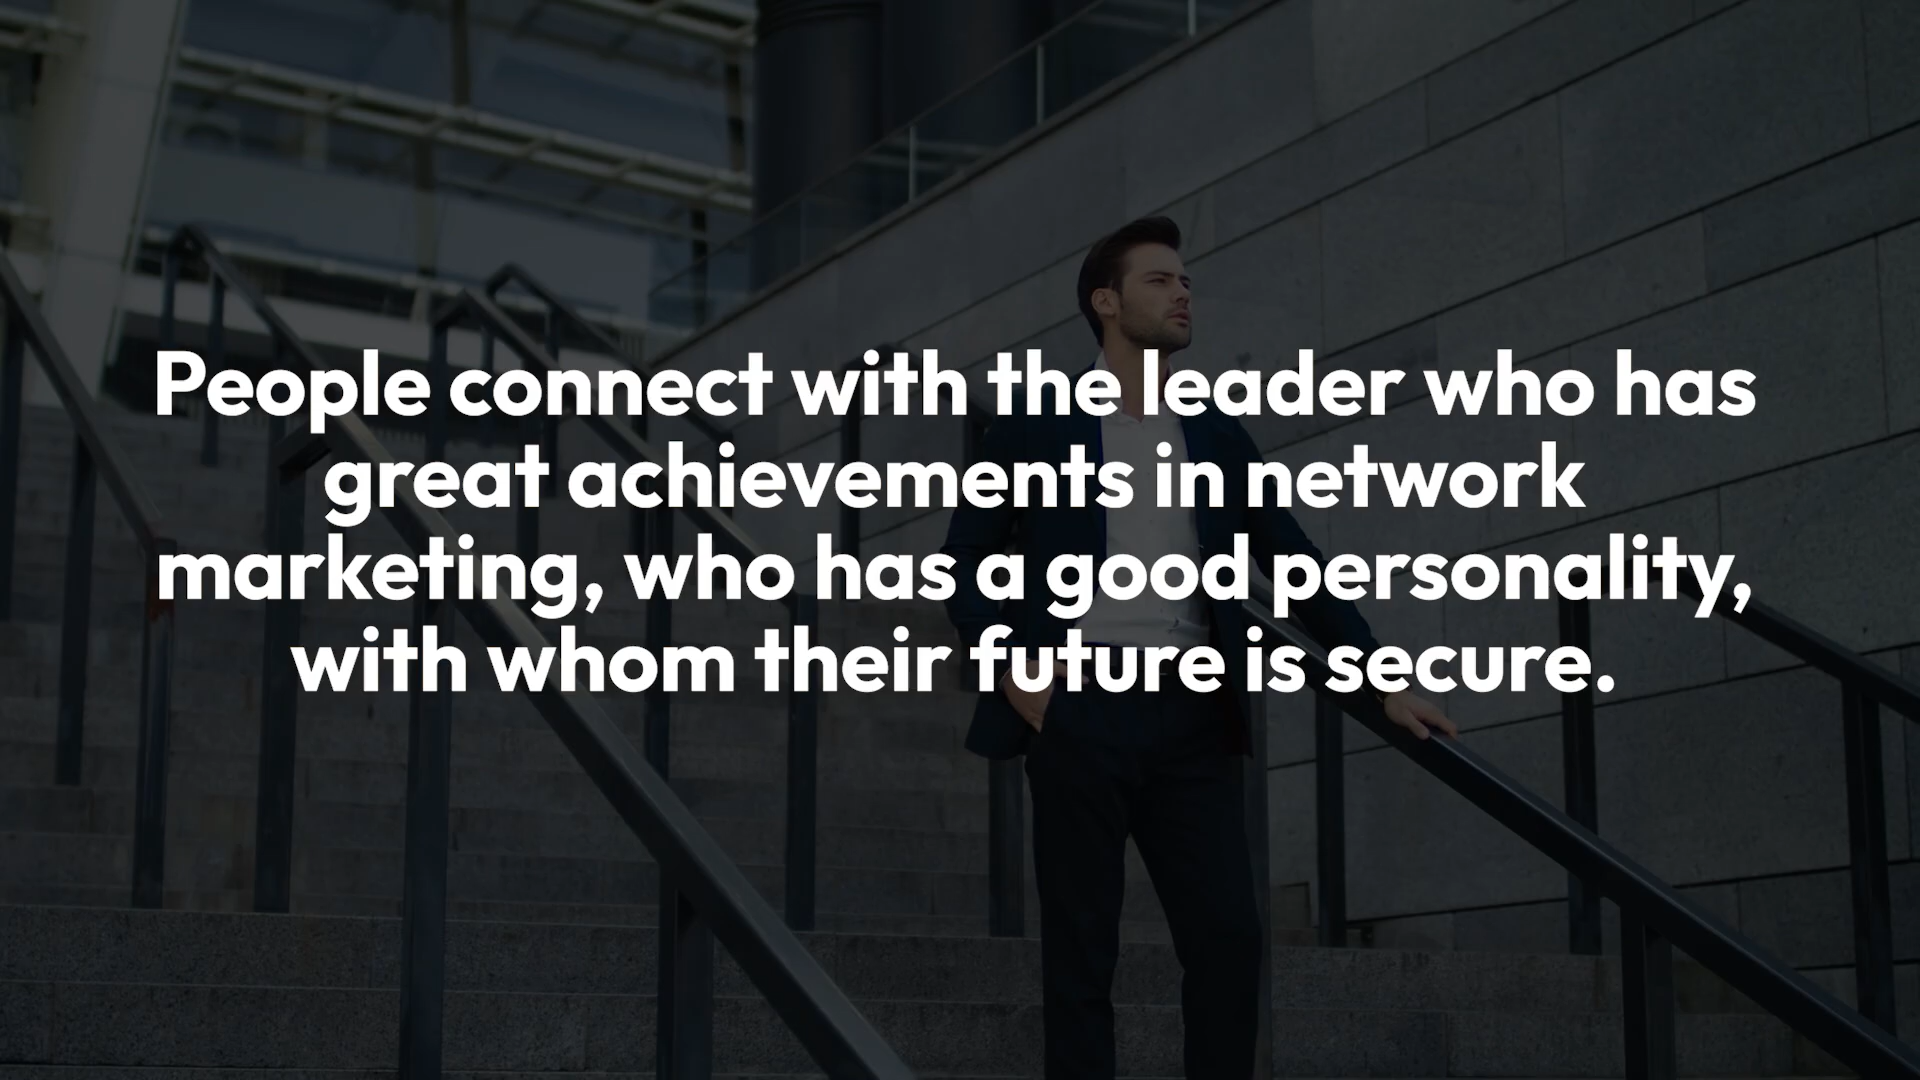 People connect with the leader who has
great achievements in network
marketing, who has a good personality,
with whom their future is secure.